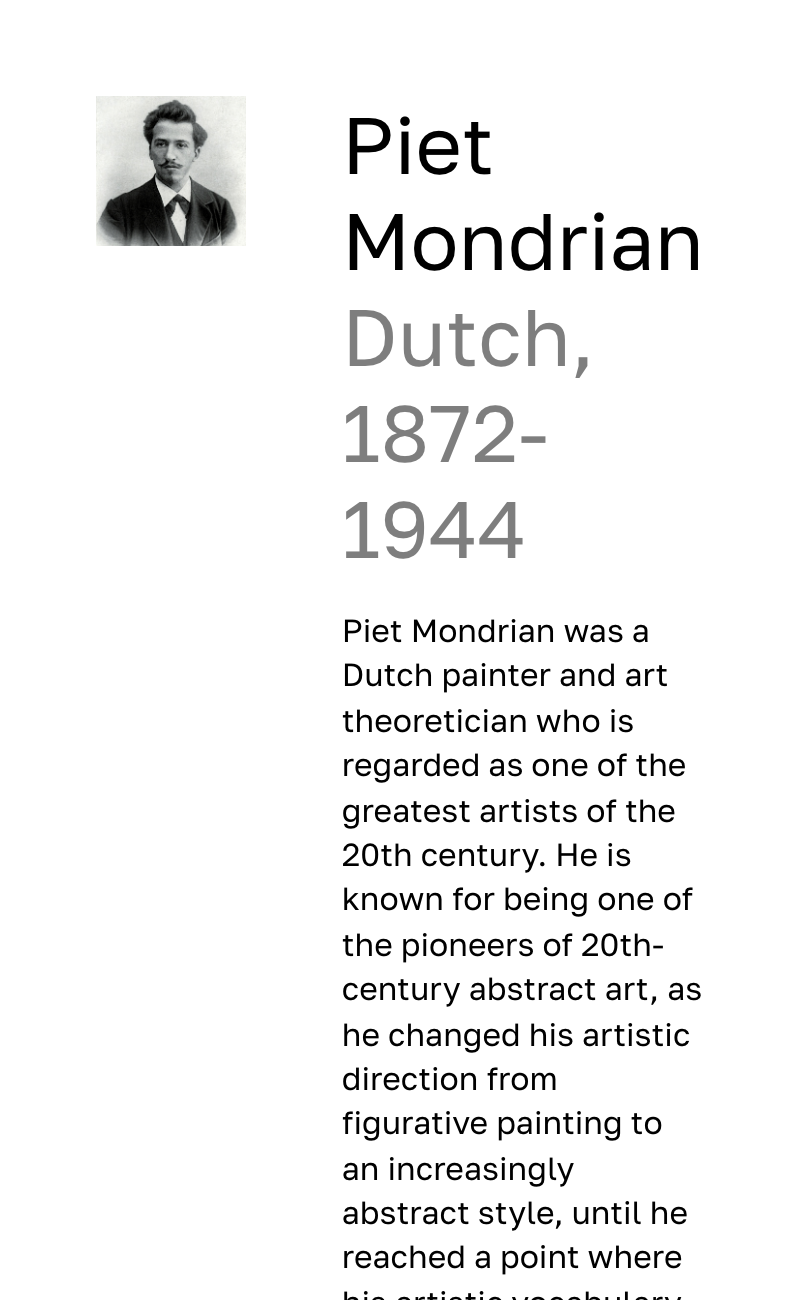 Piet
Mondrian
Dutch,
1872-
1944
Piet Mondrian was a
Dutch painter and art
theoretician who is
regarded as one of the
greatest artists of the
20th century. He is
known for being one of
the pioneers of 20th-
century abstract art, as
he changed his artistic
direction from
figurative painting to
an increasingly
abstract style, until he
reached a point where
his artistic vocabulary